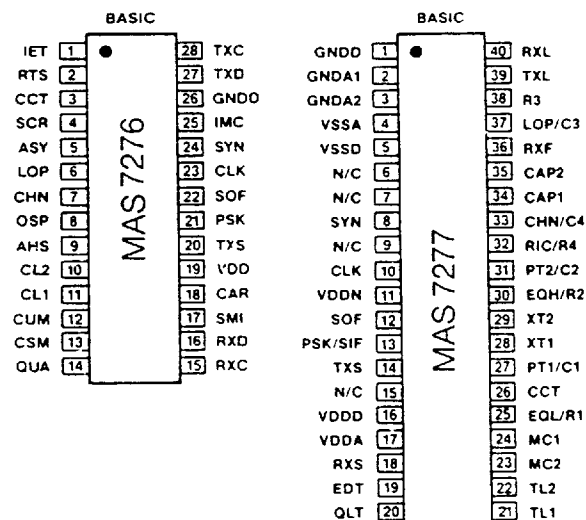 BASIC
IET 1 28 TXC
RTS 2 27 TXD
CCT 3 26 GNDD
SCR 4 25 IMC
ASY 5 24 SYN
LOP 6 23 CLK
CHN 7 22 SOF
OSP 8 21 PSK
AHS 9 20 TXS
CL2 10 19 VDD
CL1 11 18 CAR
CUM 12 17 SMI
CSM 13 16 RXD
QUA 14 15 RXC
MAS 7276
BASIC
GNDD 1 40 RXL
GNDA1 2 39 TXL
GNDA2 3 38 R3
VSSA 4 37 LOP/C3
VSSD 5 36 RXF
N/C 6 35 CAP2
N/C 7 34 CAP1
SYN 8 33 CHN/C4
N/C 9 32 RIC/R4
CLK 10 31 PT2/C2
VDDN 11 30 EQH/R2
SOF 12 29 XT2
PSK/SIF 13 28 XT1
TXS 14 27 PT1/C1
N/C 15 26 CCT
VDDD 16 25 EQL/R1
VDDA 17 24 MC1
RXS 18 23 MC2
EDT 19 22 TL2
QLT 20 21 TL1
MAS 7277